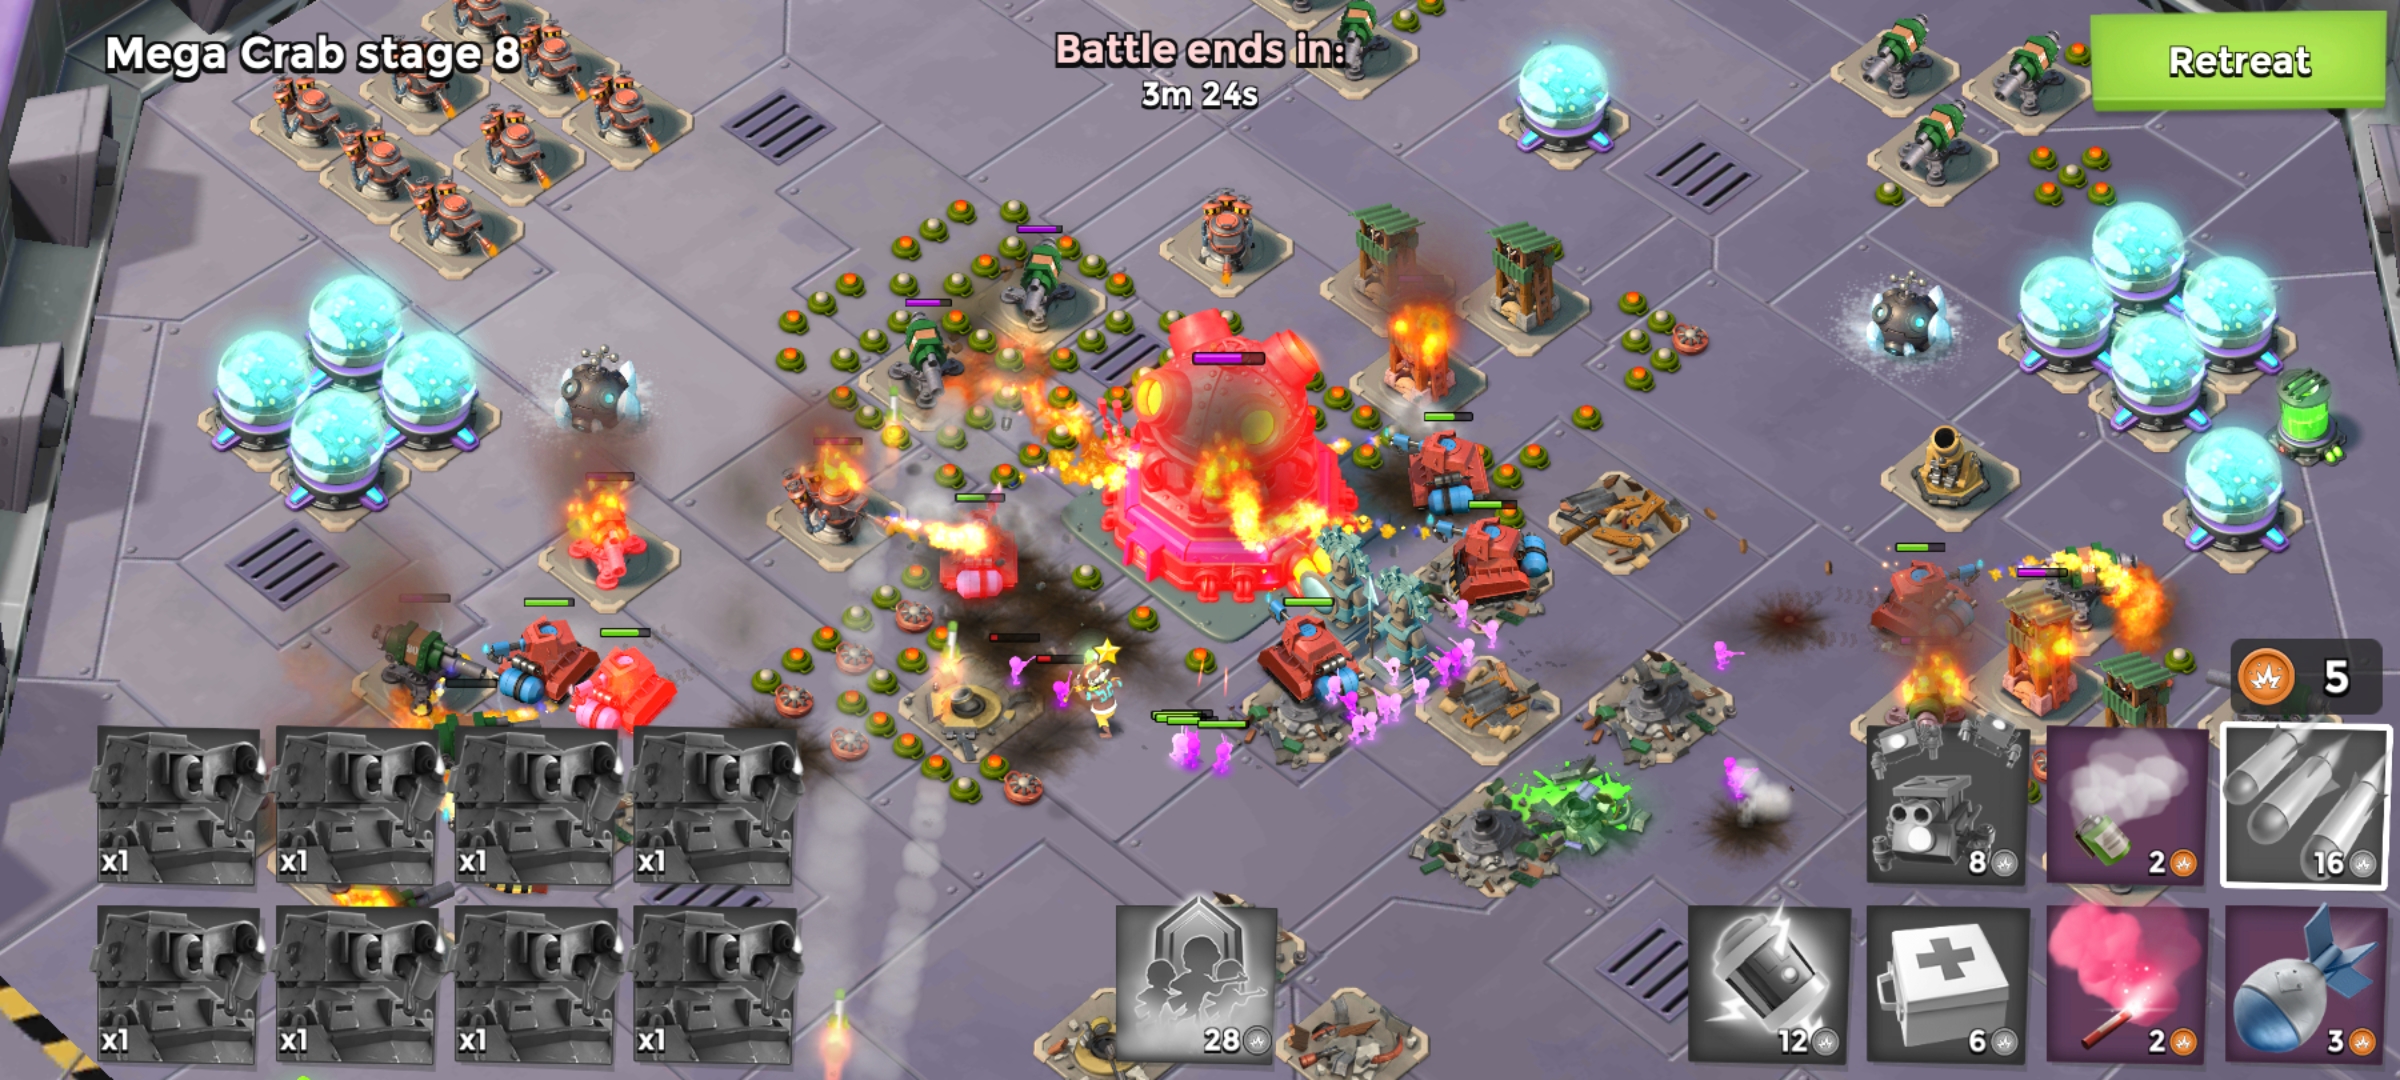 Mega Crab stage 8
Battle ends in:
3m 24s
Retreat
5
x1
x1
x1
x1
8
2
16
x1
x1
x1
x1
28
12
6
2
3